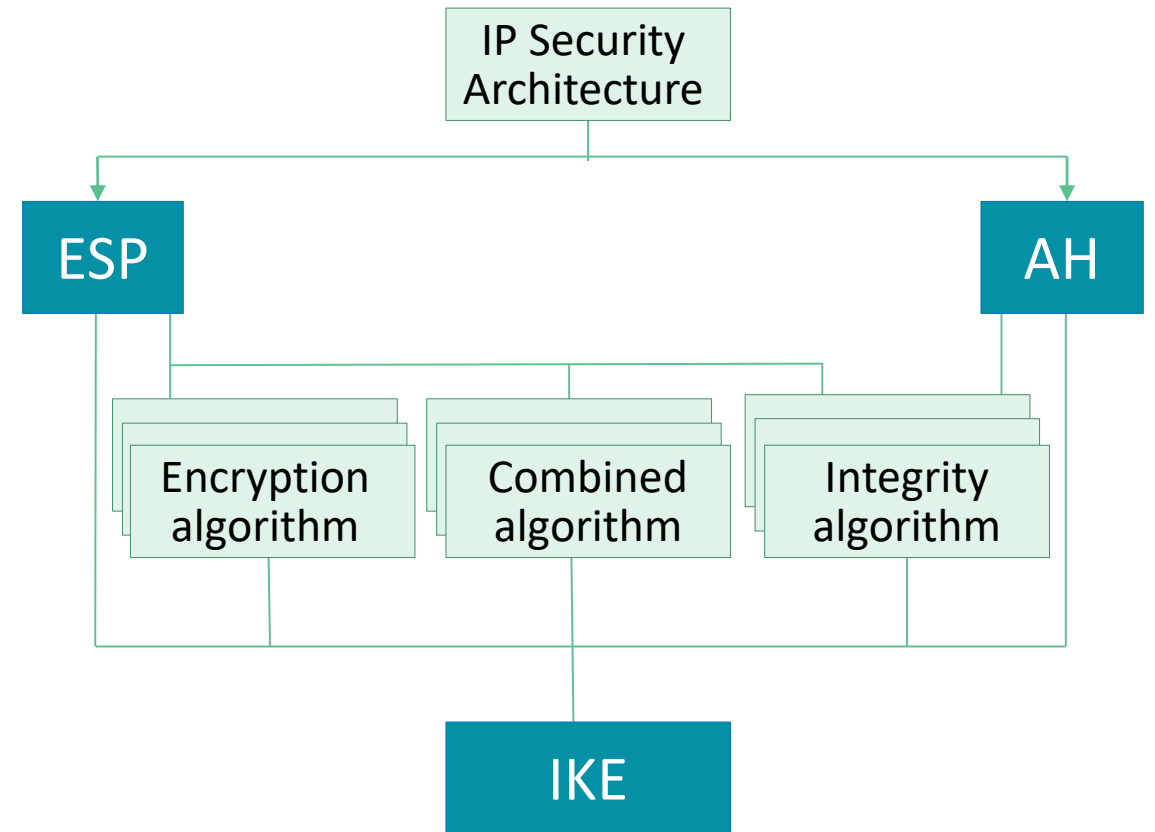 IP Security
Architecture
ESP
AH
Encryption
algorithm
Combined
algorithm
Integrity
algorithm
IKE